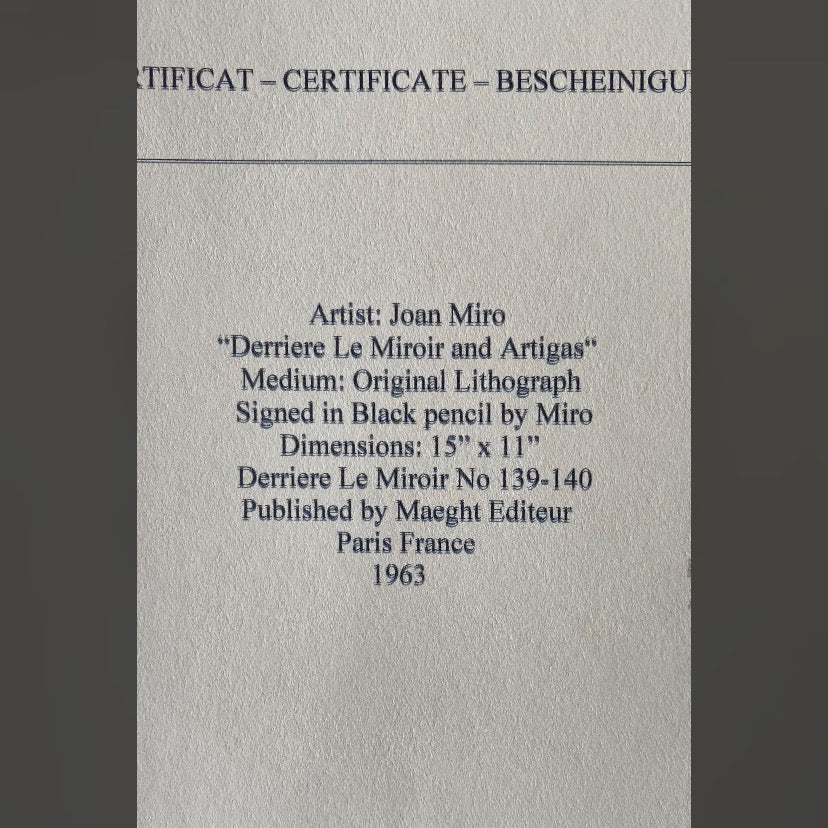 RTIFICAT – CERTIFICATE – BESCHEINIGU
Artist: Joan Miro
“Derriere Le Miroir and Artigas“
Medium: Original Lithograph
Signed in Black pencil by Miro
Dimensions: 15” x 11”
Derriere Le Miroir No 139-140
Published by Maeght Editeur
Paris France
1963